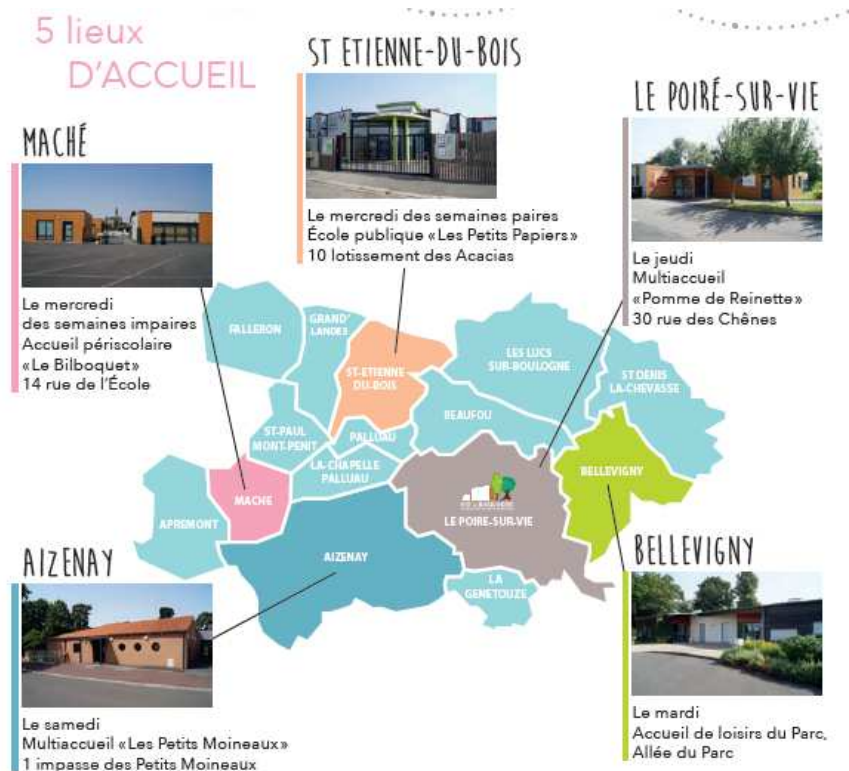 5 lieux
D'ACCUEIL
ST ETIENNE-DU-BOIS
Le mercredi des semaines paires
École publique «Les Petits Papiers»
10 lotissement des Acacias
LE POIRÉ-SUR-VIE
Le jeudi
Multiaccueil
«Pomme de Reinette»
30 rue des Chênes
MACHÉ
Le mercredi
des semaines impaires
Accueil périscolaire
«Le Bilboquet»
14 rue de l'École
FALLERON
GRAND'
LANDES
ST-ETIENNE
DU-BOIS
LES LUCS
SUR-BOULOGNE
ST DENIS
LA-CHEVASSE
BEAUFOU
ST-PAUL
MONT-PENIT
PALLUAU
LA-CHAPELLE
PALLUAU
BELLEVIGNY
MACHE
APREMONT
LE POIRE-SUR-VIE
AIZENAY
LA
GENETOUZE
AIZENAY
Le samedi
Multiaccueil «Les Petits Moineaux»
1 impasse des Petits Moineaux
BELLEVIGNY
Le mardi
Accueil de loisirs du Parc,
Allée du Parc